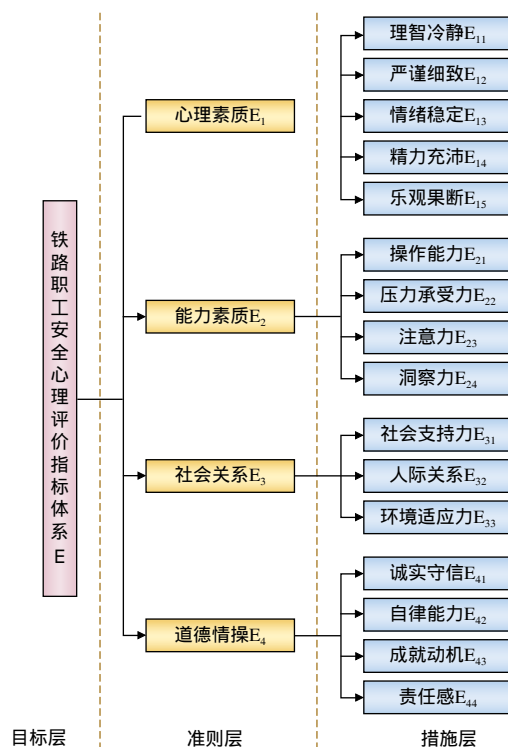 铁路职工安全心理评价指标体系E
心理素质E₁
能力素质E₂
社会关系E₃
道德情操E₄
理智冷静E₁₁
严谨细致E₁₂
情绪稳定E₁₃
精力充沛E₁₄
乐观果断E₁₅
操作能力E₂₁
压力承受力E₂₂
注意力E₂₃
洞察力E₂₄
社会支持力E₃₁
人际关系E₃₂
环境适应力E₃₃
诚实守信E₄₁
自律能力E₄₂
成就动机E₄₃
责任感E₄₄
目标层
准则层
措施层